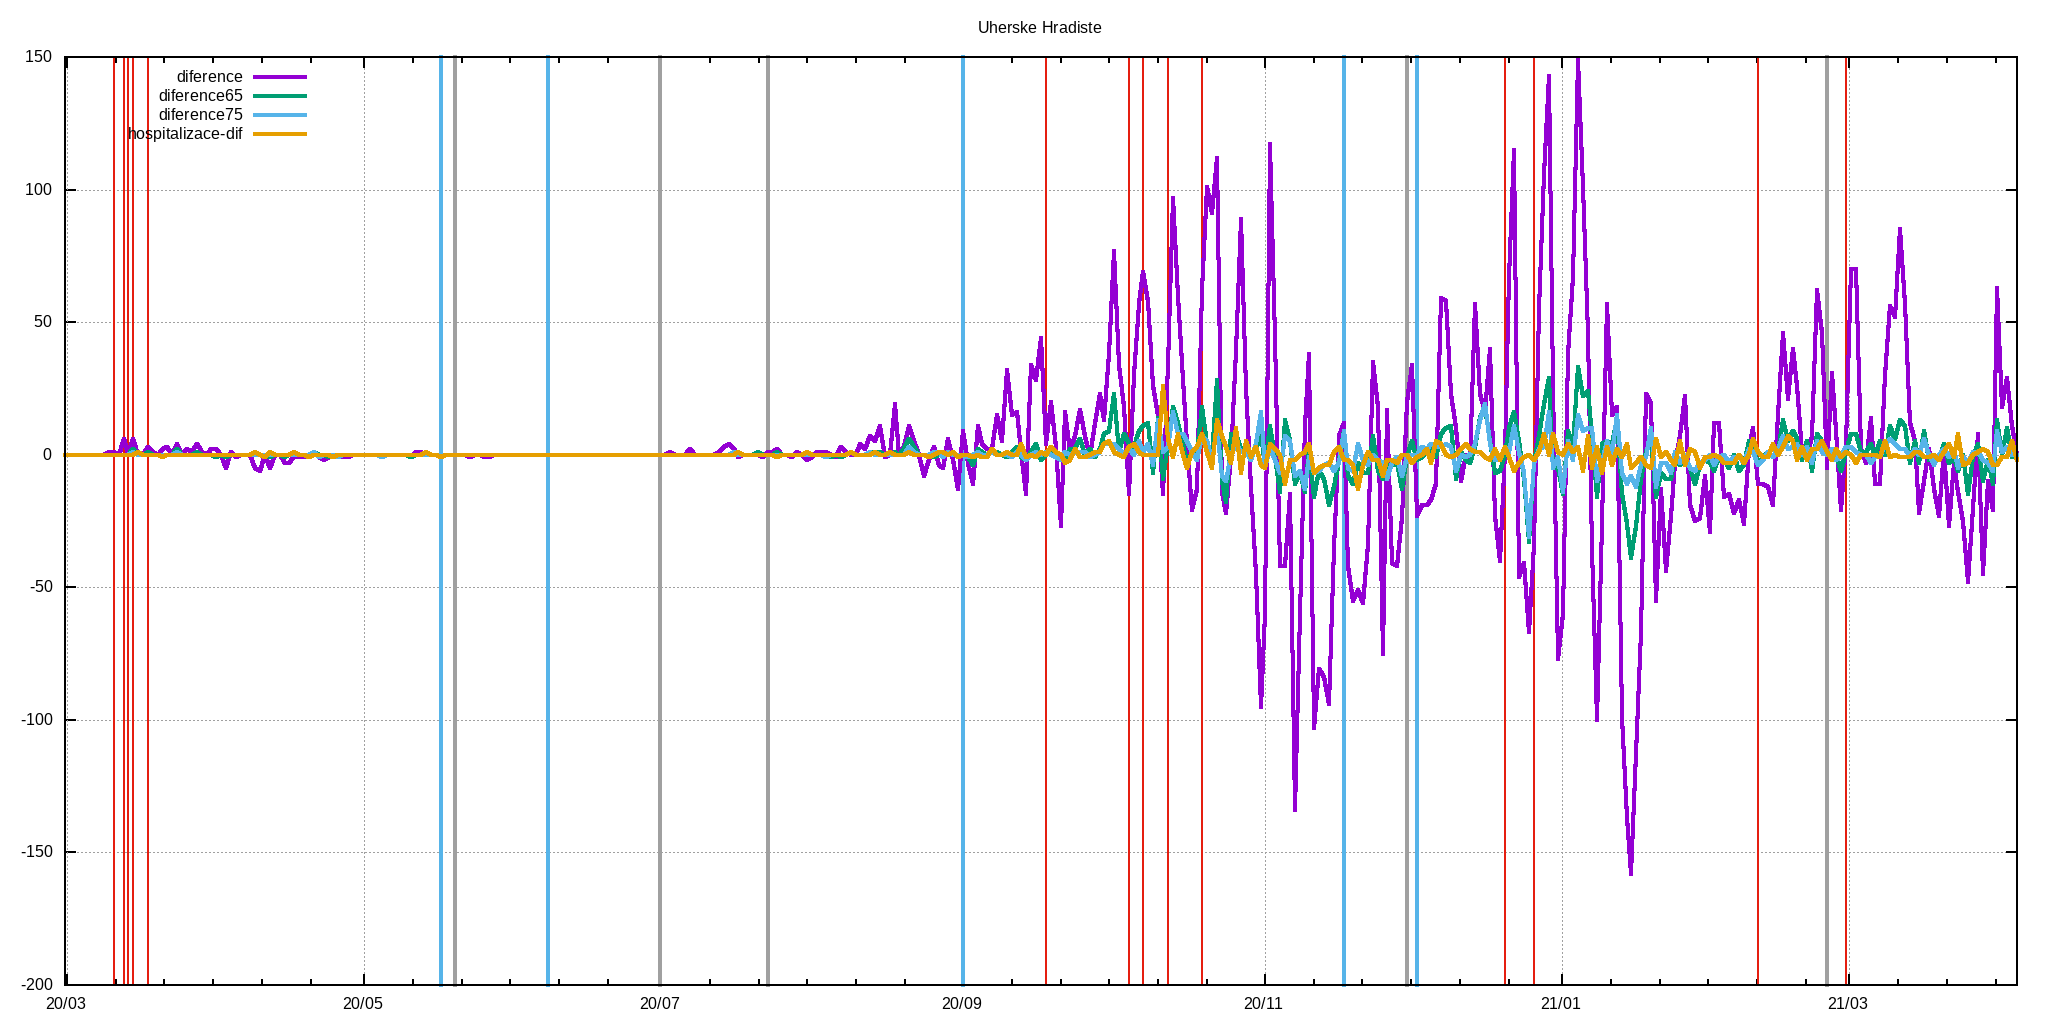 Uherske Hradiste
150
100
50
0
-50
-100
-150
-200
diference
diference65
diference75
hospitalizace-dif
20/03 20/05 20/07 20/09 20/11 21/01 21/03